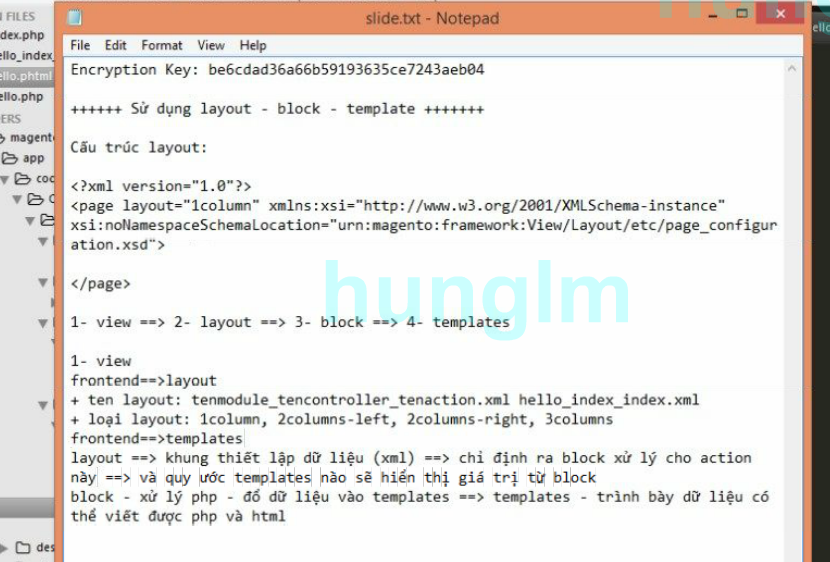 slide.txt - Notepad
File Edit Format View Help
Encryption Key: be6cdad36a66b59193635ce7243aeb04
++++++ Sử dụng layout - block - template +++++++
Cấu trúc layout:
<?xml version="1.0"?>
<page layout="1column" xmlns:xsi="http://www.w3.org/2001/XMLSchema-instance"
xsi:noNamespaceSchemaLocation="urn:magento:framework:View/Layout/etc/page_configur
ation.xsd">
</page>
hunglm
1- view ==> 2- layout ==> 3- block ==> 4- templates
1- view
frontend==>layout
+ ten layout: tenmodule_tencontroller_tenaction.xml hello_index_index.xml
+ loại layout: 1column, 2columns-left, 2columns-right, 3columns
frontend==>templates
layout ==> khung thiết lập dữ liệu (xml) ==> chỉ định ra block xử lý cho action
này ==> và quy ước templates nào sẽ hiển thị giá trị từ block
block - xử lý php - đổ dữ liệu vào templates ==> templates - trình bày dữ liệu có
thể viết được php và html
FILES
dex.php
ello_index_
ello.phtml
ello.php
ERS
magent
app
coc
des
ello